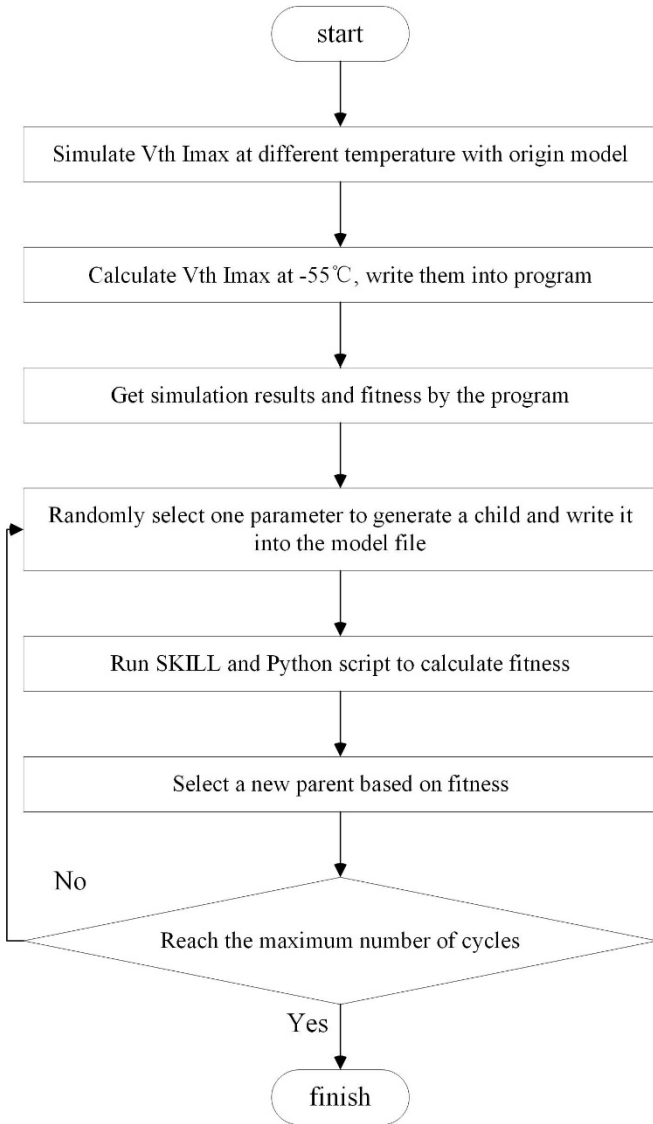 start
Simulate Vth Imax at different temperature with origin model
Calculate Vth Imax at -55℃, write them into program
Get simulation results and fitness by the program
Randomly select one parameter to generate a child and write it
into the model file
Run SKILL and Python script to calculate fitness
Select a new parent based on fitness
No
Reach the maximum number of cycles
Yes
finish